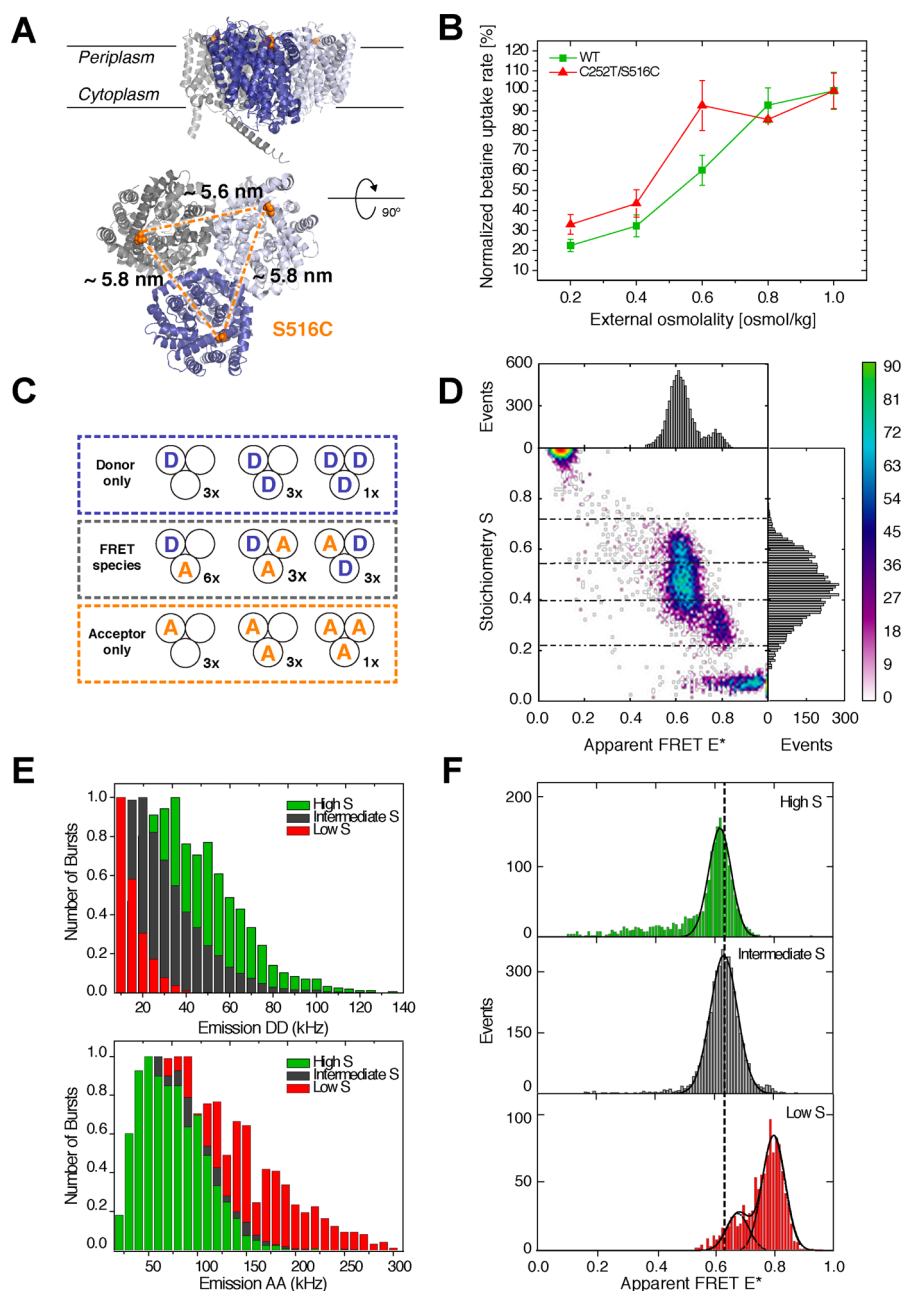 A
Periplasm
Cytoplasm
~ 5.6 nm
90°
~ 5.8 nm
~ 5.8 nm
S516C
B
Normalized betaine uptake rate [%]
120
110
100
90
80
70
60
50
40
30
20
10
WT
C252T/S516C
0.2 0.4 0.6 0.8 1.0
External osmolality [osmol/kg]
C
Donor only
D 3x
D D 3x
D D D 1x
FRET species
D A 6x
D A A 3x
A D D 3x
Acceptor only
A 3x
A A 3x
A A A 1x
D
Events
600
300
0
Stoichiometry S
0.8
0.6
0.4
0.2
0.0
0.0 0.2 0.4 0.6 0.8
Apparent FRET E*
0 150 300
Events
90
81
72
63
54
45
36
27
18
9
0
E
Number of Bursts
1.0
0.8
0.6
0.4
0.2
0.0
High S
Intermediate S
Low S
20 40 60 80 100 120 140
Emission DD (kHz)
Number of Bursts
1.0
0.8
0.6
0.4
0.2
0.0
High S
Intermediate S
Low S
50 100 150 200 250 300
Emission AA (kHz)
F
200
100
0
High S
Events
300
150
0
Intermediate S
100
50
0
Low S
0.0 0.2 0.4 0.6 0.8 1.0
Apparent FRET E*